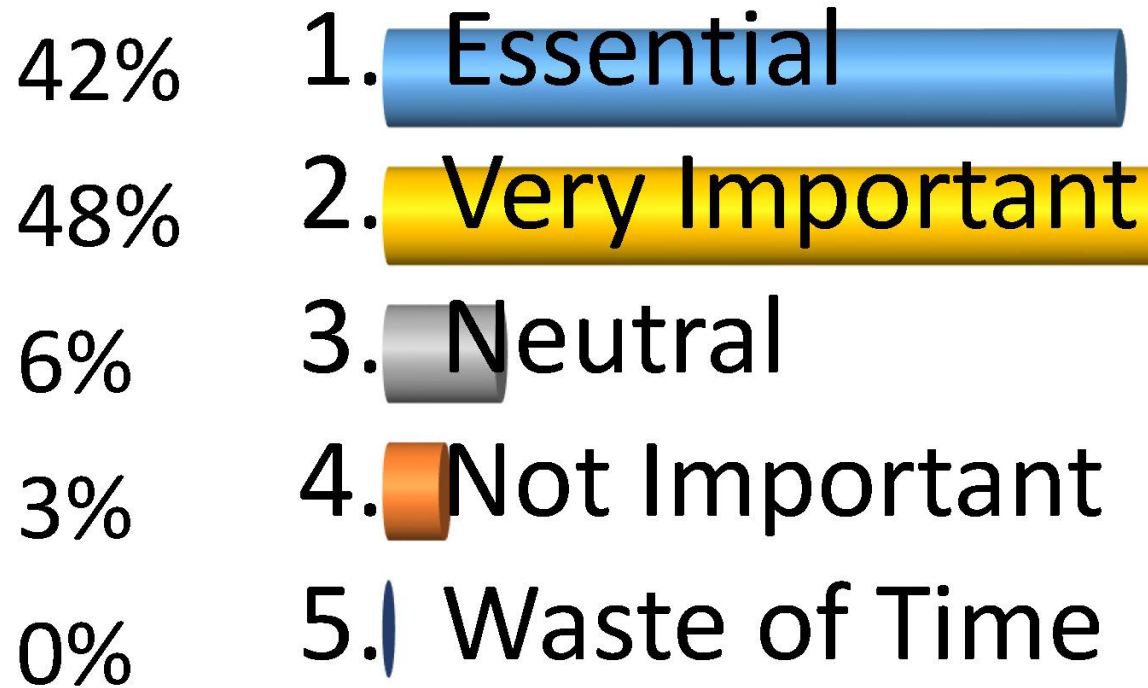 42% 1. Essential
48% 2. Very Important
6% 3. Neutral
3% 4. Not Important
0% 5. Waste of Time